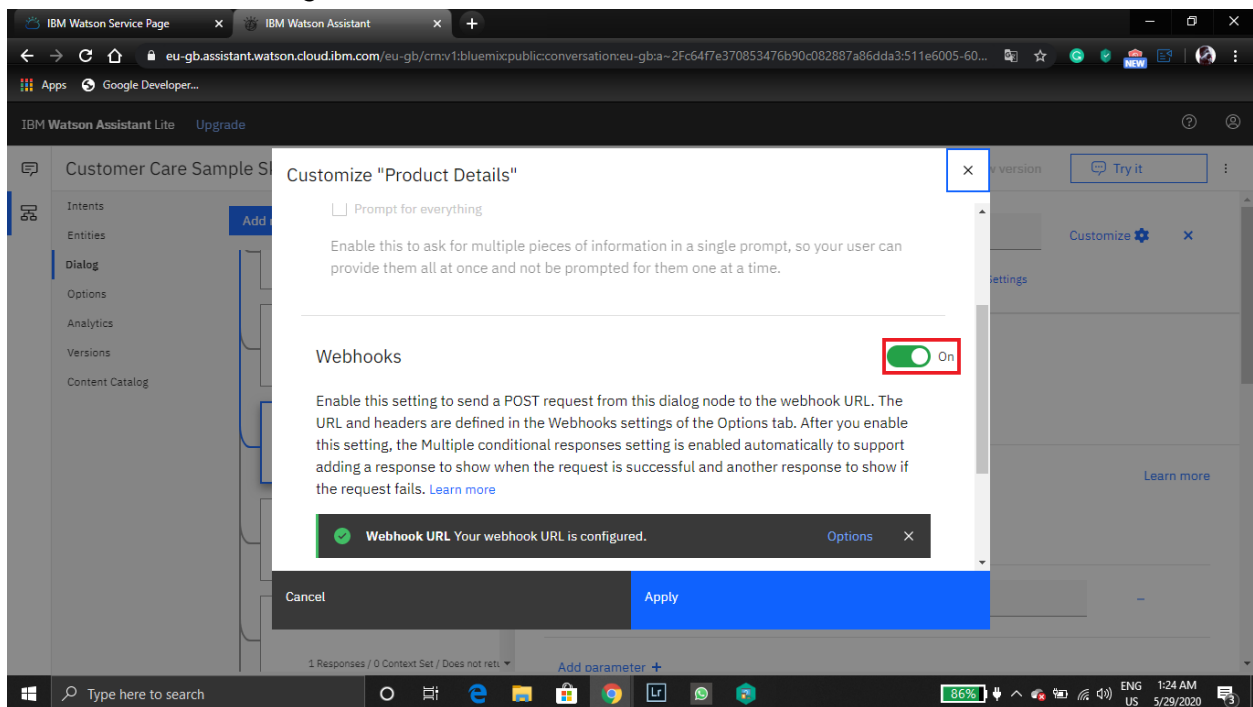 IBM Watson Service Page
IBM Watson Assistant
eu-gb.assistant.watson.cloud.ibm.com/eu-gb/crn:v1:bluemix:public:conversation:eu-gb:a~2Fc64f7e370853476b90c082887a86dda3:511e6005-60...
NEW
Apps Google Developer...
IBM Watson Assistant Lite Upgrade
Customer Care Sample Sk
Customize "Product Details"
version
Try it
Intents
Entities
Dialog
Options
Analytics
Versions
Content Catalog
Add
Prompt for everything
Enable this to ask for multiple pieces of information in a single prompt, so your user can
provide them all at once and not be prompted for them one at a time.
Customize
Settings
Webhooks
On
Enable this setting to send a POST request from this dialog node to the webhook URL. The
URL and headers are defined in the Webhooks settings of the Options tab. After you enable
this setting, the Multiple conditional responses setting is enabled automatically to support
adding a response to show when the request is successful and another response to show if
the request fails. Learn more
Learn more
Webhook URL Your webhook URL is configured.
Options
Cancel
Apply
1 Responses / 0 Context Set / Does not retu
Add parameter +
Type here to search
Lr
86%
ENG
US
1:24 AM
5/29/2020
3